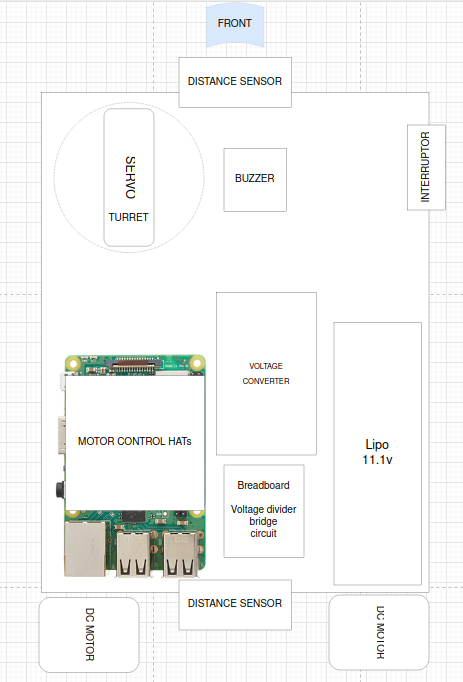 FRONT
DISTANCE SENSOR
SERVO
TURRET
BUZZER
INTERRUPTOR
VOLTAGE
CONVERTER
MOTOR CONTROL HATs
Lipo
11.1v
Breadboard
Voltage divider
bridge
circuit
DISTANCE SENSOR
DC MOTOR
DC MOTOR